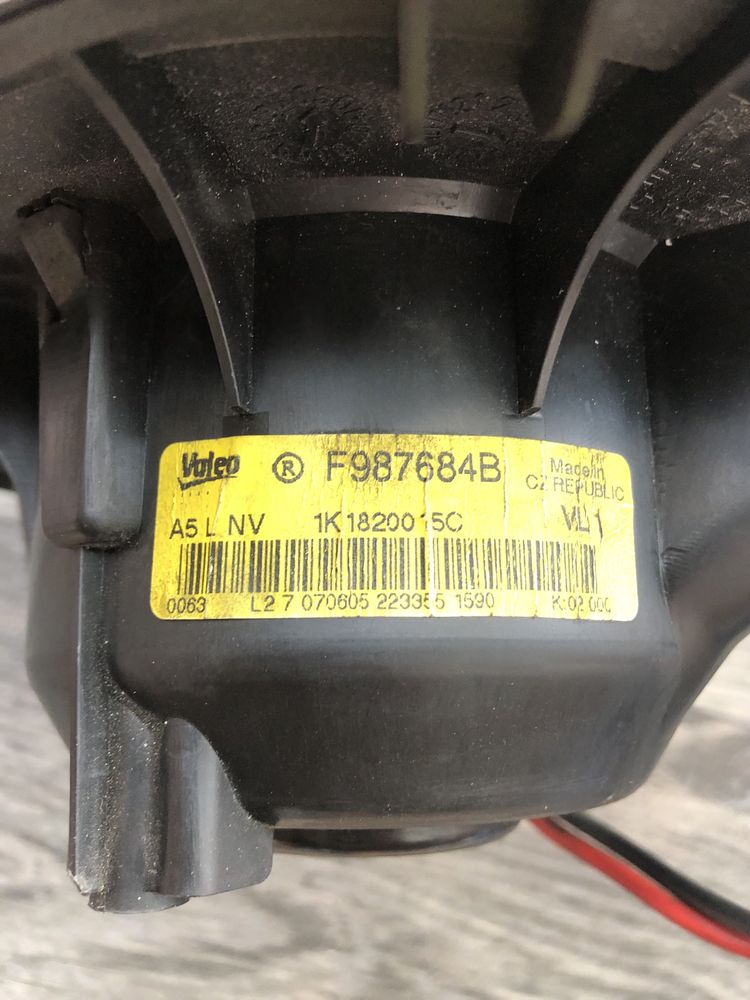 Valeo ® F987684B Made in
CZ REPUBLIC
A5 L NV 1K1820015C VL1
0063 L2 7 070605 223355 1590 K:02 000